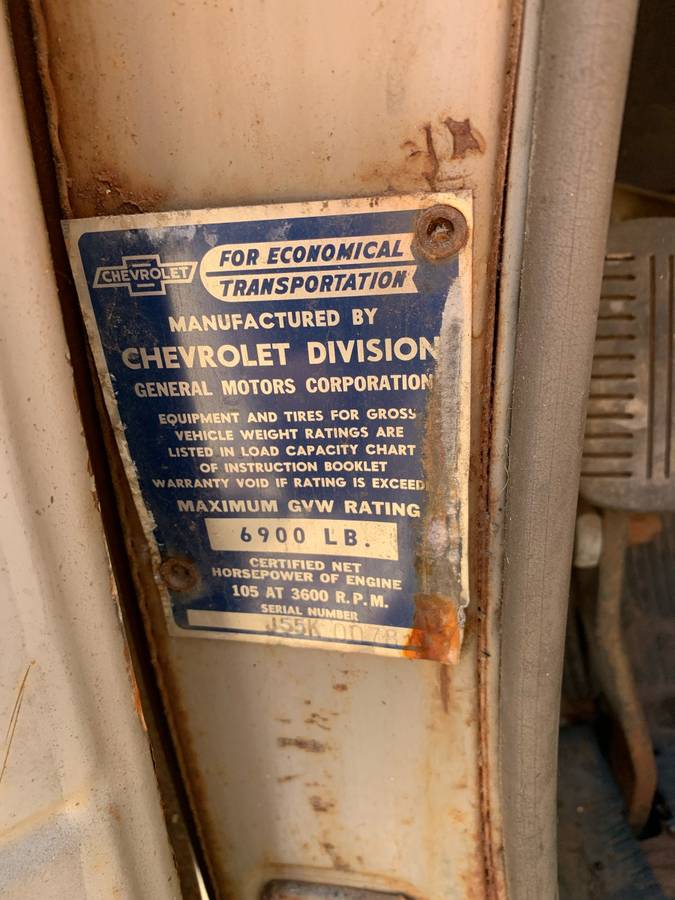 CHEVROLET
FOR ECONOMICAL
TRANSPORTATION
MANUFACTURED BY
CHEVROLET DIVISION
GENERAL MOTORS CORPORATION
EQUIPMENT AND TIRES FOR GROSS
VEHICLE WEIGHT RATINGS ARE
LISTED IN LOAD CAPACITY CHART
OF INSTRUCTION BOOKLET
WARRANTY VOID IF RATING IS EXCEED
MAXIMUM GVW RATING
6900 LB.
CERTIFIED NET
HORSEPOWER OF ENGINE
105 AT 3600 R.P.M.
SERIAL NUMBER
J55K